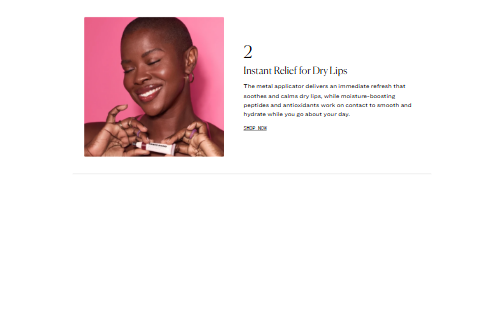 2
Instant Relief for Dry Lips
The metal applicator delivers an immediate refresh that
soothes and calms dry lips, while moisture-boosting
peptides and antioxidants work on contact to smooth and
hydrate while you go about your day.
SHOP NOW